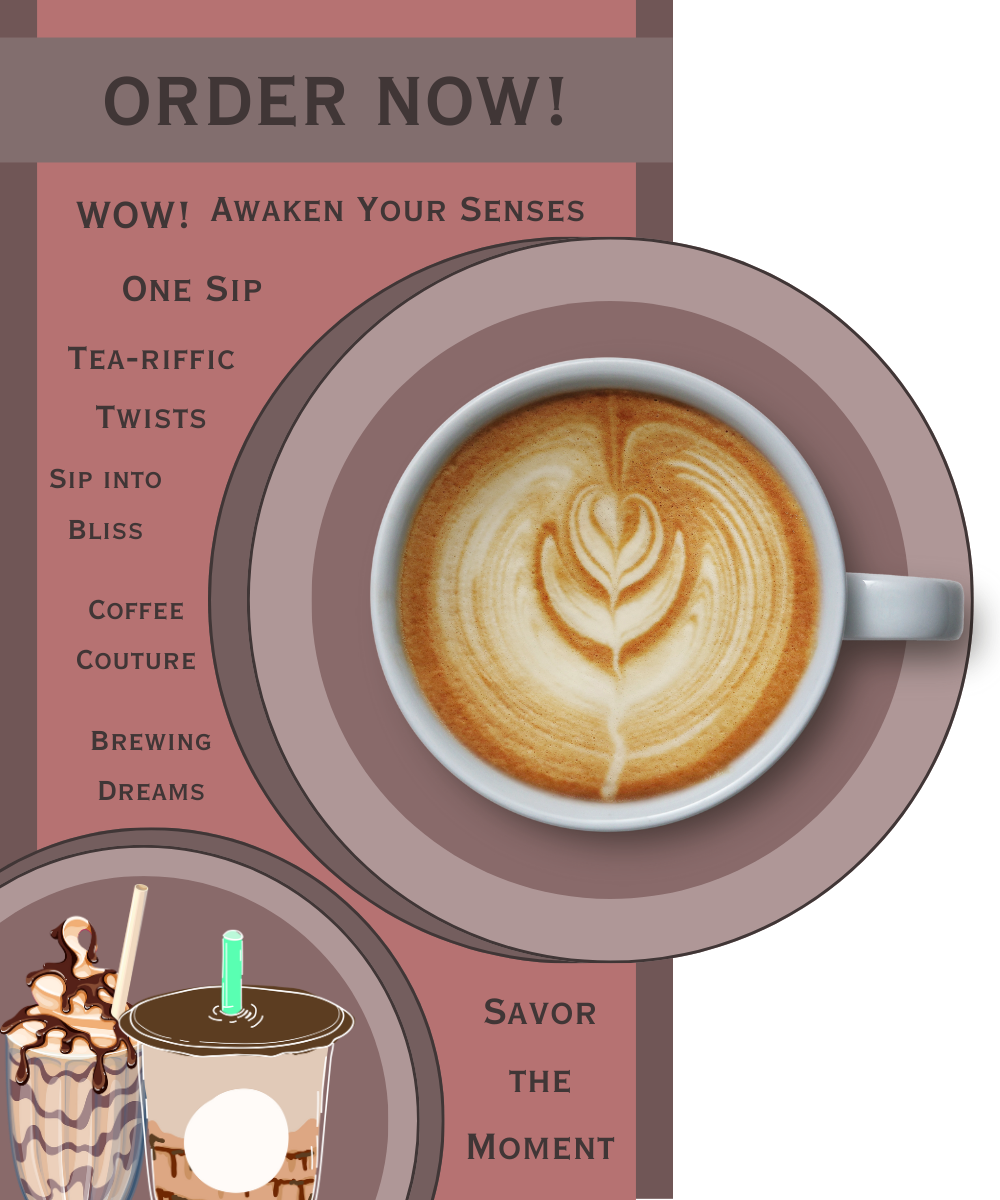 ORDER NOW!
WOW! Awaken Your Senses
One Sip
Tea-riffic
Twists
Sip into
Bliss
Coffee
Couture
Brewing
Dreams
Savor
the
Moment